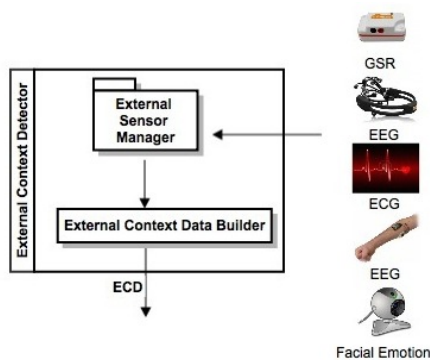 External Context Detector
External
Sensor
Manager
External Context Data Builder
ECD
GSR
EEG
ECG
EEG
Facial Emotion